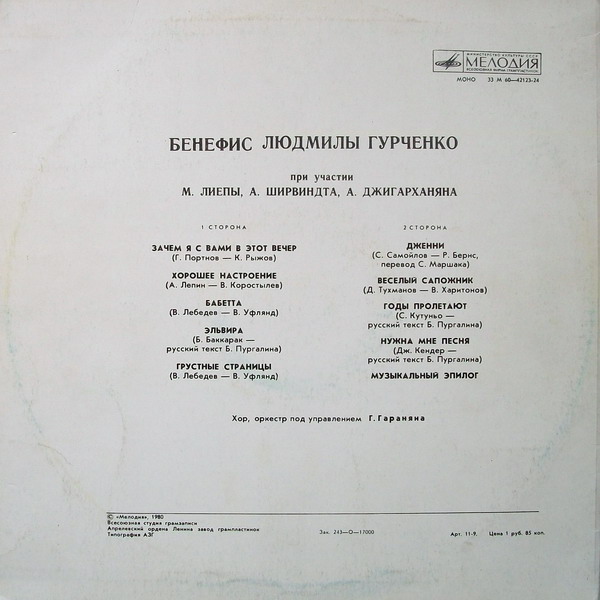 МИНИСТЕРСТВО КУЛЬТУРЫ СССР
МЕЛОДИЯ
ВСЕСОЮЗНАЯ ФИРМА ГРАМПЛАСТИНОК
МОНО 33 М 60—42123-24
БЕНЕФИС ЛЮДМИЛЫ ГУРЧЕНКО
при участии
М. ЛИЕПЫ, А. ШИРВИНДТА, А. ДЖИГАРХАНЯНА
1 СТОРОНА
ЗАЧЕМ Я С ВАМИ В ЭТОТ ВЕЧЕР
(Г. Портнов — К. Рыжов)
ХОРОШЕЕ НАСТРОЕНИЕ
(А. Лепин — В. Коростылев)
БАБЕТТА
(В. Лебедев — В. Уфлянд)
ЭЛЬВИРА
(Б. Баккарак —
русский текст Б. Пургалина)
ГРУСТНЫЕ СТРАНИЦЫ
(В. Лебедев — В. Уфлянд)
2 СТОРОНА
ДЖЕННИ
(С. Самойлов — Р. Бернс,
перевод С. Маршака)
ВЕСЕЛЫЙ САПОЖНИК
(Д. Тухманов — В. Харитонов)
ГОДЫ ПРОЛЕТАЮТ
(С. Кутуньо —
русский текст Б. Пургалина)
НУЖНА МНЕ ПЕСНЯ
(Дж. Кендер —
русский текст Б. Пургалина)
МУЗЫКАЛЬНЫЙ ЭПИЛОГ
Хор, оркестр под управлением Г. Гараняна
Ⓟ «Мелодия», 1980
Всесоюзная студия грамзаписи
Апрелевский ордена Ленина завод грампластинок
Типография АЗГ
Зак. 243—О—17000
Арт. 11-9. Цена 1 руб. 85 коп.